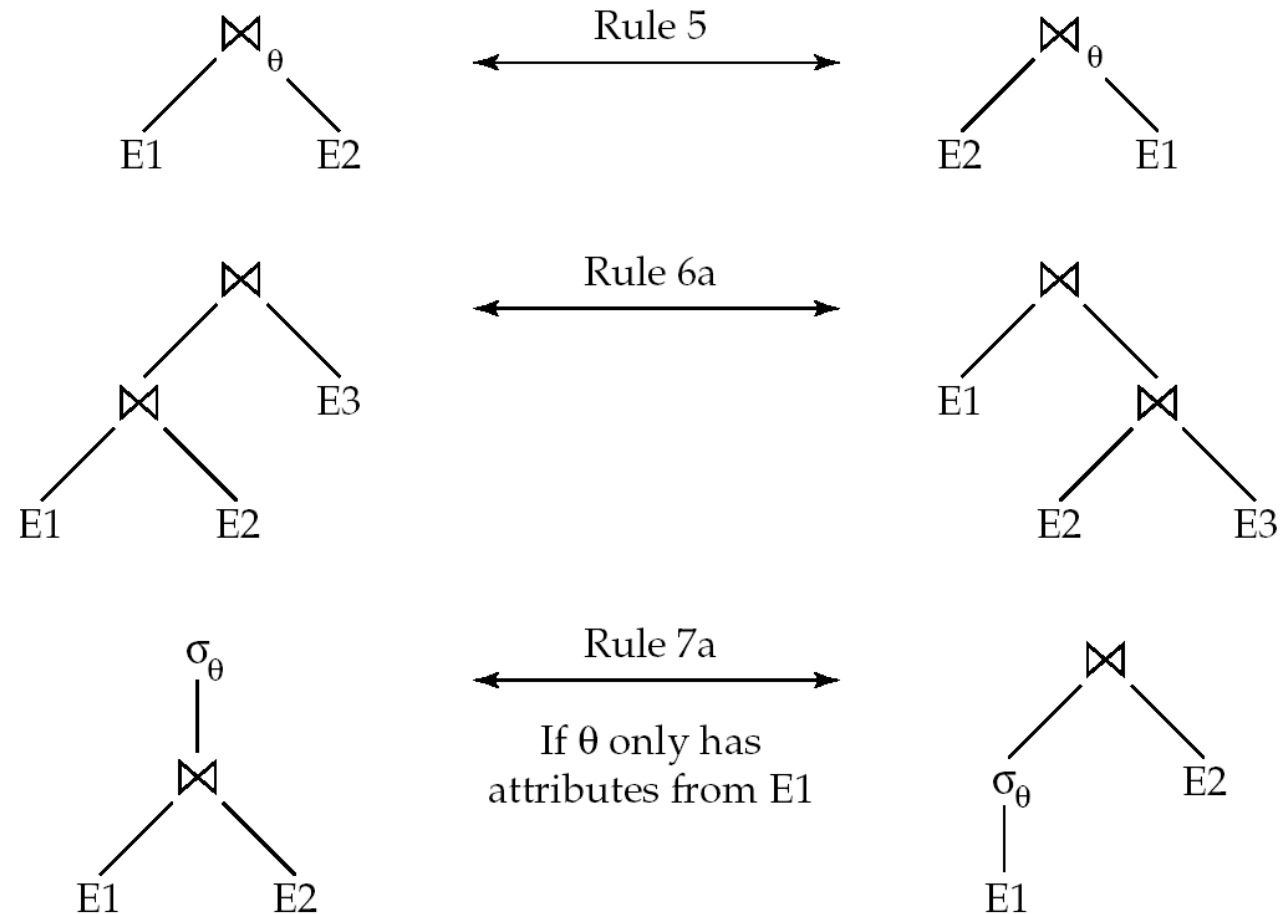 Rule 5
⋈θ
⋈θ
E1
E2
E2
E1
Rule 6a
⋈
⋈
⋈
E3
E1
⋈
E1
E2
E2
E3
Rule 7a
σθ
⋈
If θ only has
attributes from E1
⋈
σθ
E2
E1
E2
E1